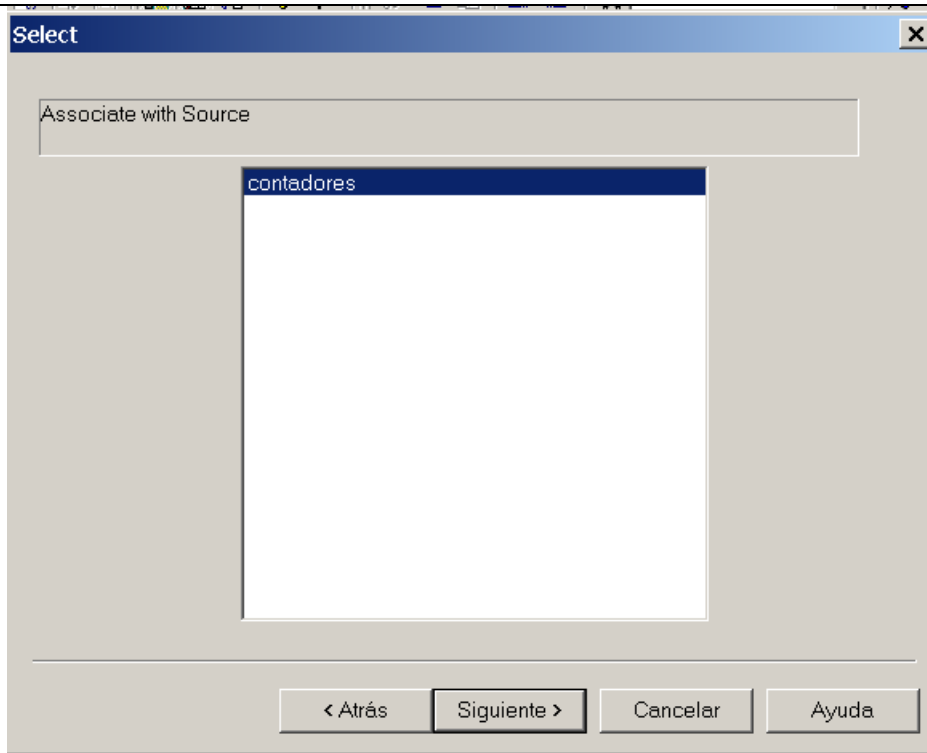 Select
Associate with Source
contadores
< Atrás
Siguiente >
Cancelar
Ayuda